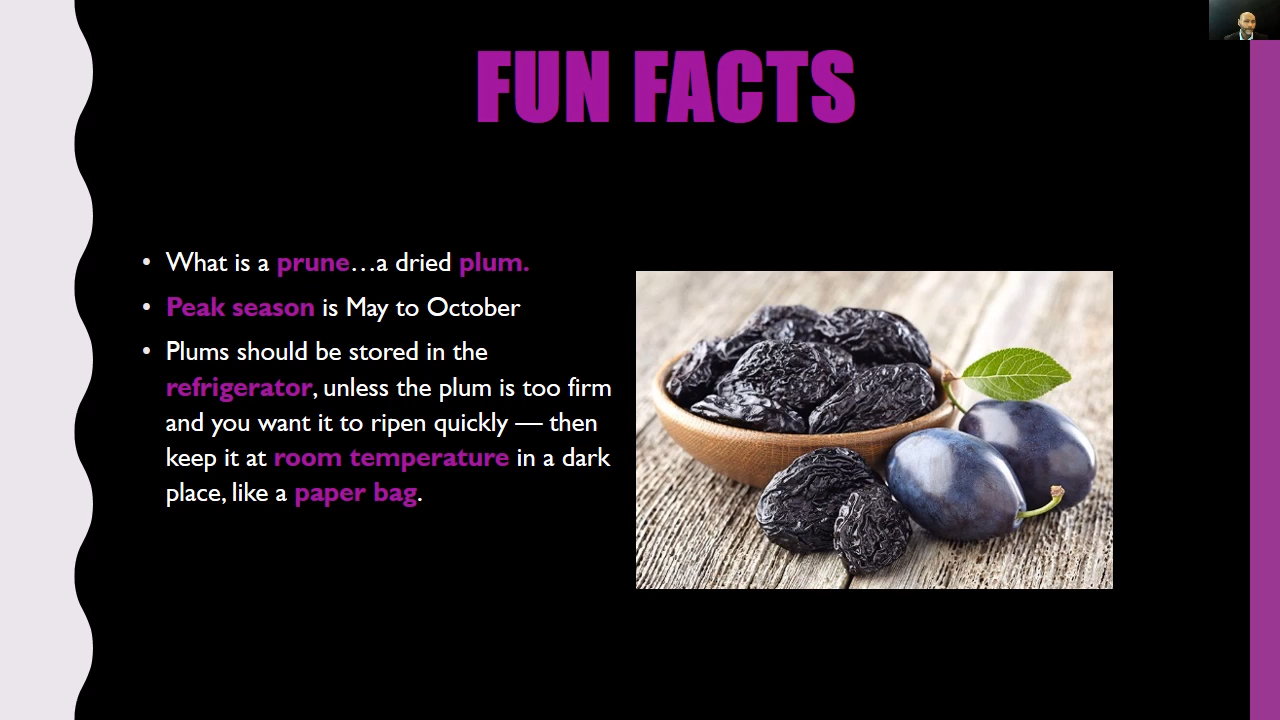 FUN FACTS
• What is a prune…a dried plum.
• Peak season is May to October
• Plums should be stored in the
refrigerator, unless the plum is too firm
and you want it to ripen quickly — then
keep it at room temperature in a dark
place, like a paper bag.